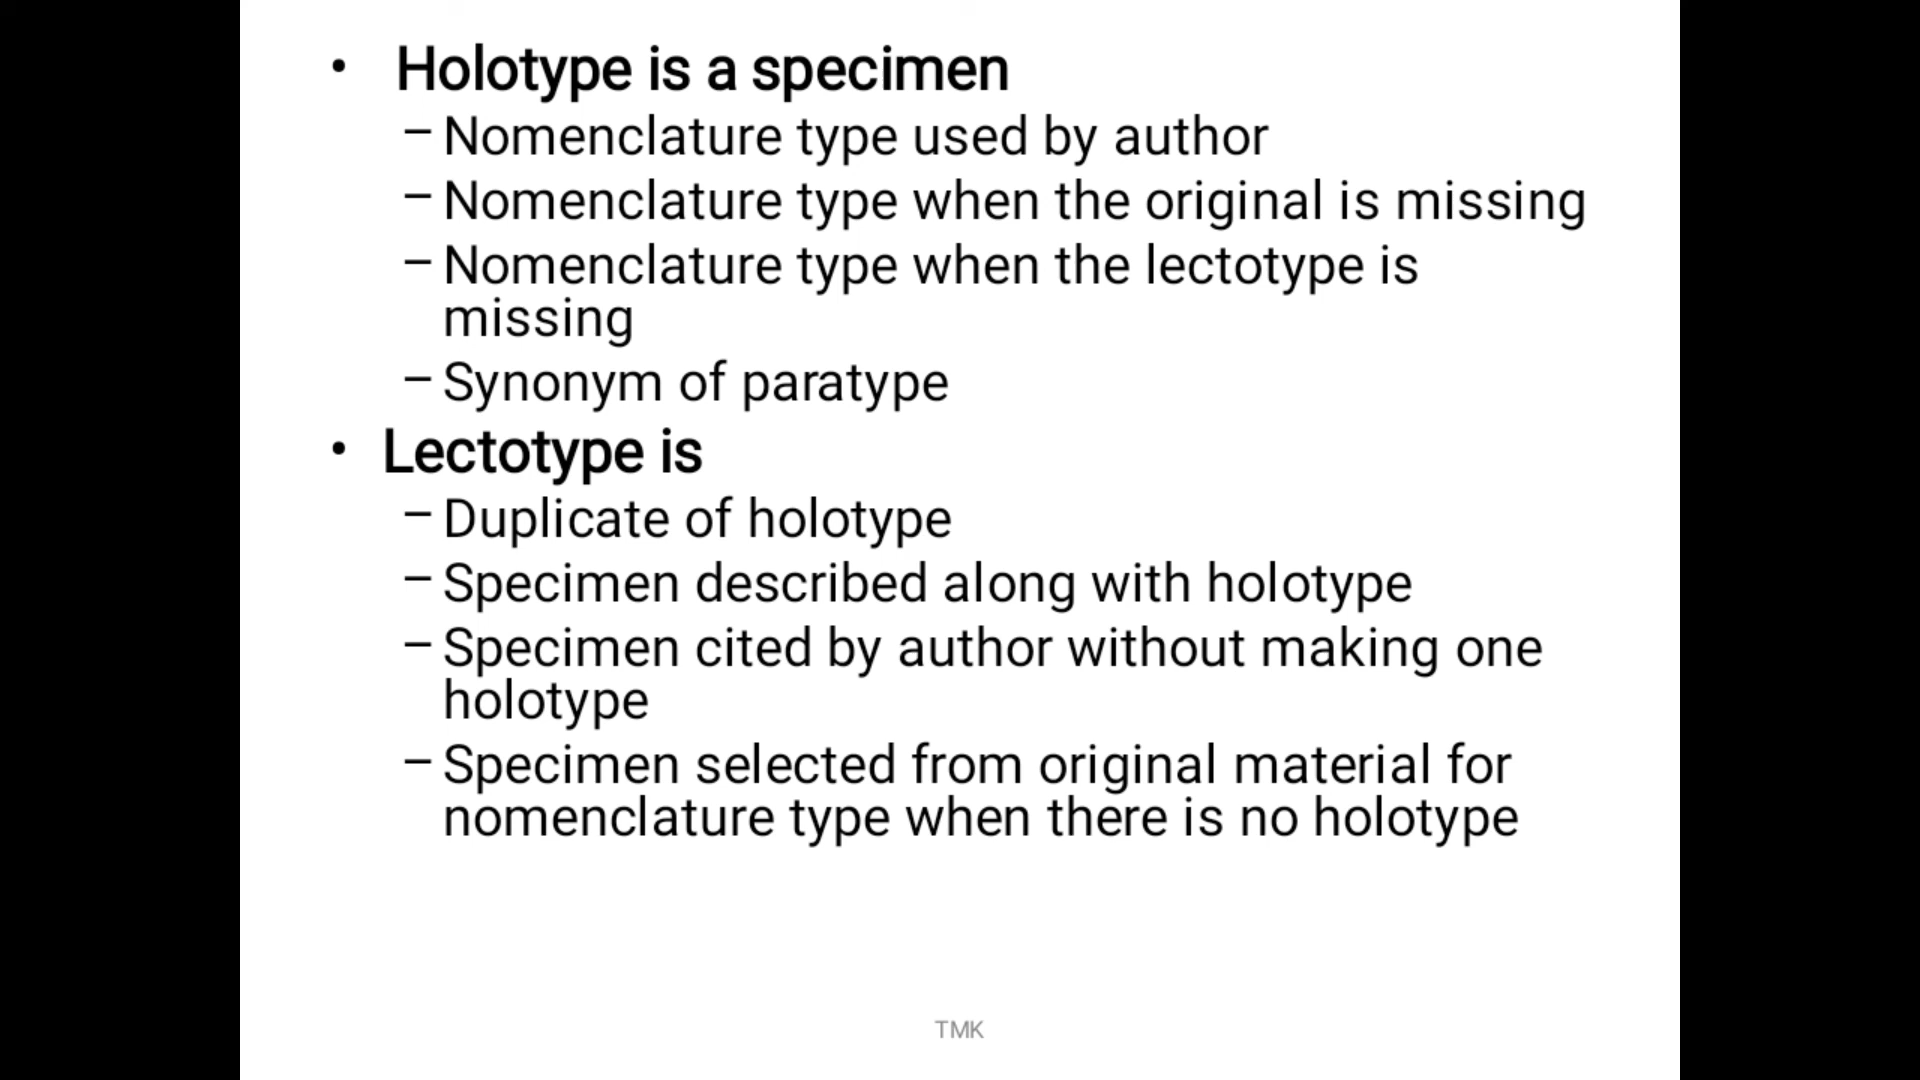 • Holotype is a specimen
– Nomenclature type used by author
– Nomenclature type when the original is missing
– Nomenclature type when the lectotype is
missing
– Synonym of paratype
• Lectotype is
– Duplicate of holotype
– Specimen described along with holotype
– Specimen cited by author without making one
holotype
– Specimen selected from original material for
nomenclature type when there is no holotype
TMK